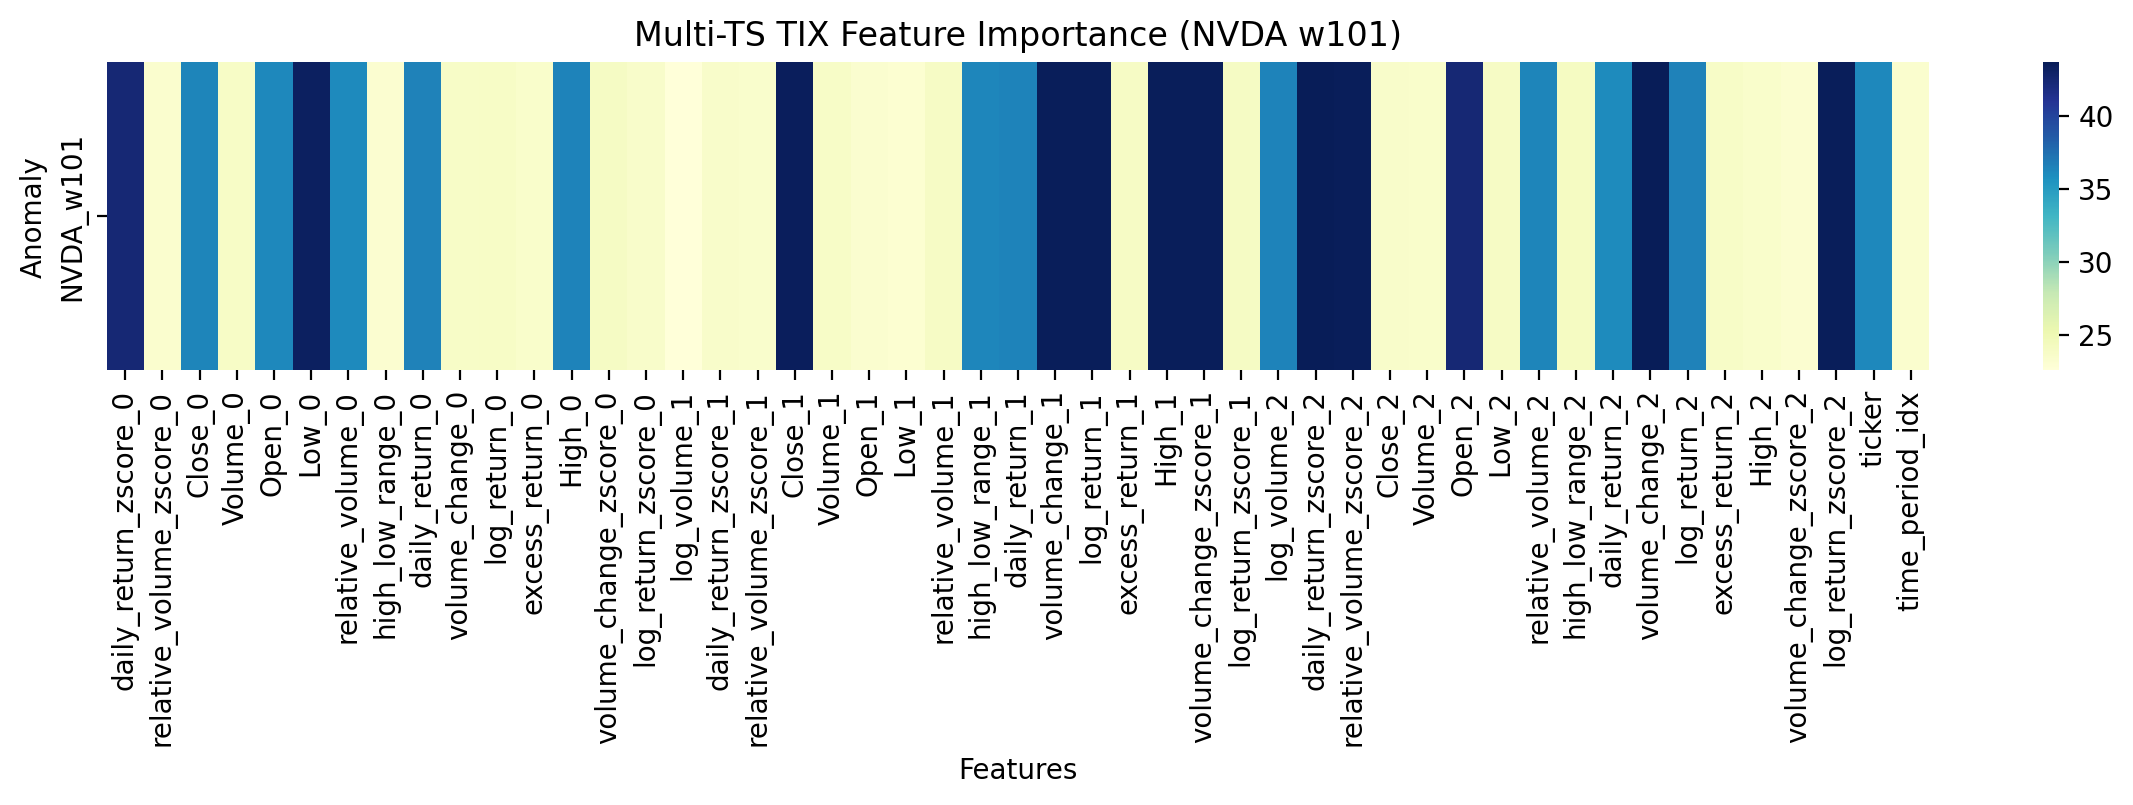 Multi-TS TIX Feature Importance (NVDA w101)
Anomaly
NVDA_w101
40
35
30
25
daily_return_zscore_0
relative_volume_zscore_0
Close_0
Volume_0
Open_0
Low_0
relative_volume_0
high_low_range_0
daily_return_0
volume_change_0
log_return_0
excess_return_0
High_0
volume_change_zscore_0
log_return_zscore_0
log_volume_1
daily_return_zscore_1
relative_volume_zscore_1
Close_1
Volume_1
Open_1
Low_1
relative_volume_1
high_low_range_1
daily_return_1
volume_change_1
log_return_1
excess_return_1
High_1
volume_change_zscore_1
log_return_zscore_1
log_volume_2
daily_return_zscore_2
relative_volume_zscore_2
Close_2
Volume_2
Open_2
Low_2
relative_volume_2
high_low_range_2
daily_return_2
volume_change_2
log_return_2
excess_return_2
High_2
volume_change_zscore_2
log_return_zscore_2
ticker
time_period_idx
Features